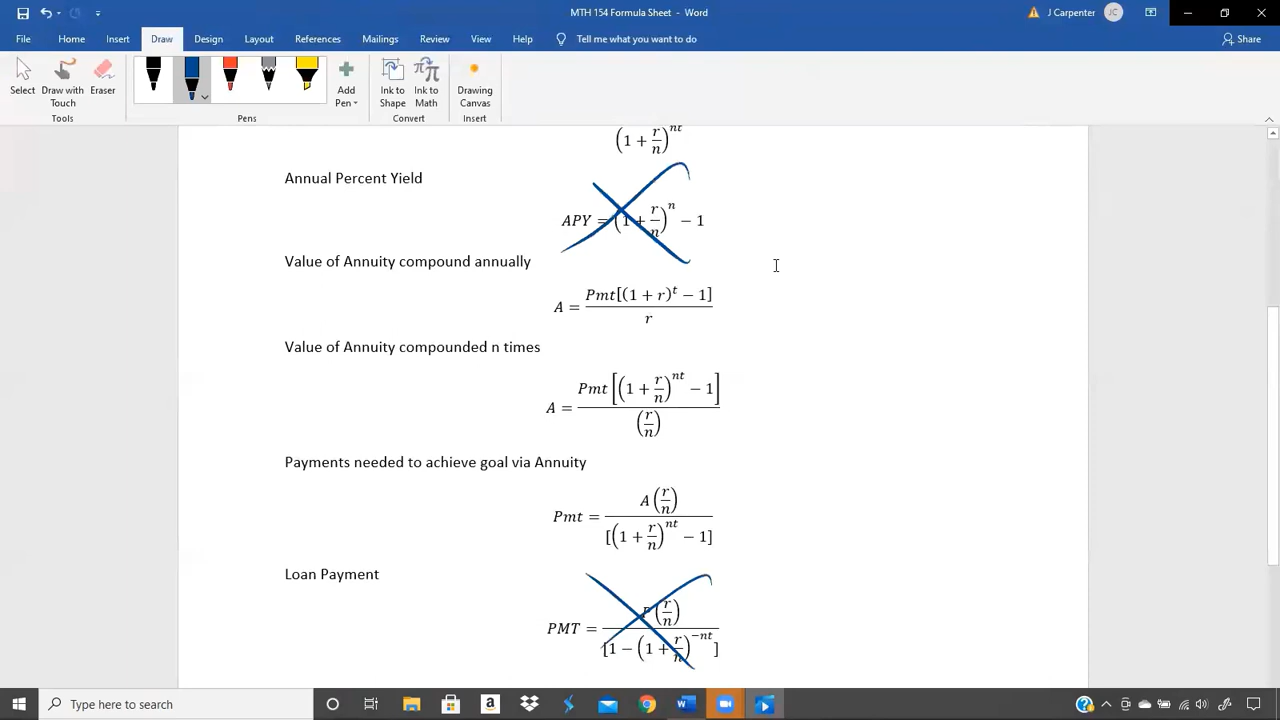 MTH 154 Formula Sheet - Word
J Carpenter JC
File Home Insert Draw Design Layout References Mailings Review View Help Tell me what you want to do Share
Select Draw with Touch Eraser Add Pen Ink to Shape Ink to Math Drawing Canvas
Tools Pens Convert Insert
(1 + r/n)^nt
Annual Percent Yield
APY = (1 + r/n)^n − 1
Value of Annuity compound annually
A = Pmt[(1 + r)^t − 1] / r
Value of Annuity compounded n times
A = Pmt [(1 + r/n)^nt − 1] / (r/n)
Payments needed to achieve goal via Annuity
Pmt = A (r/n) / [(1 + r/n)^nt − 1]
Loan Payment
PMT = P (r/n) / [1 − (1 + r/n)^−nt ]
Type here to search